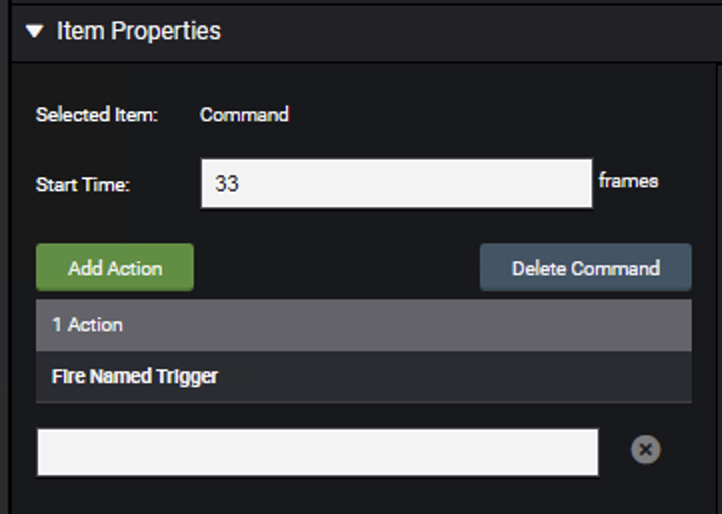 Item Properties
Selected Item: Command
Start Time: 33 frames
Add Action Delete Command
1 Action
Fire Named Trigger